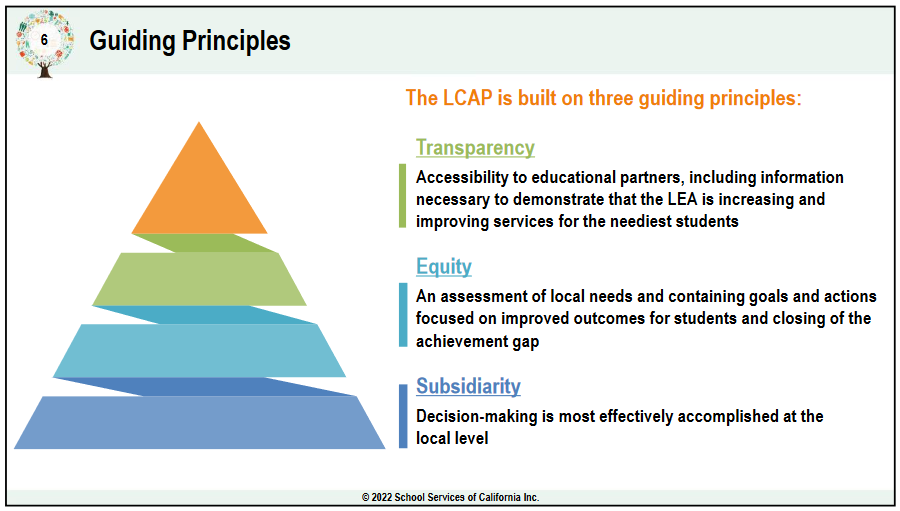 6
Guiding Principles
The LCAP is built on three guiding principles:
Transparency
Accessibility to educational partners, including information
necessary to demonstrate that the LEA is increasing and
improving services for the neediest students
Equity
An assessment of local needs and containing goals and actions
focused on improved outcomes for students and closing of the
achievement gap
Subsidiarity
Decision-making is most effectively accomplished at the
local level
© 2022 School Services of California Inc.